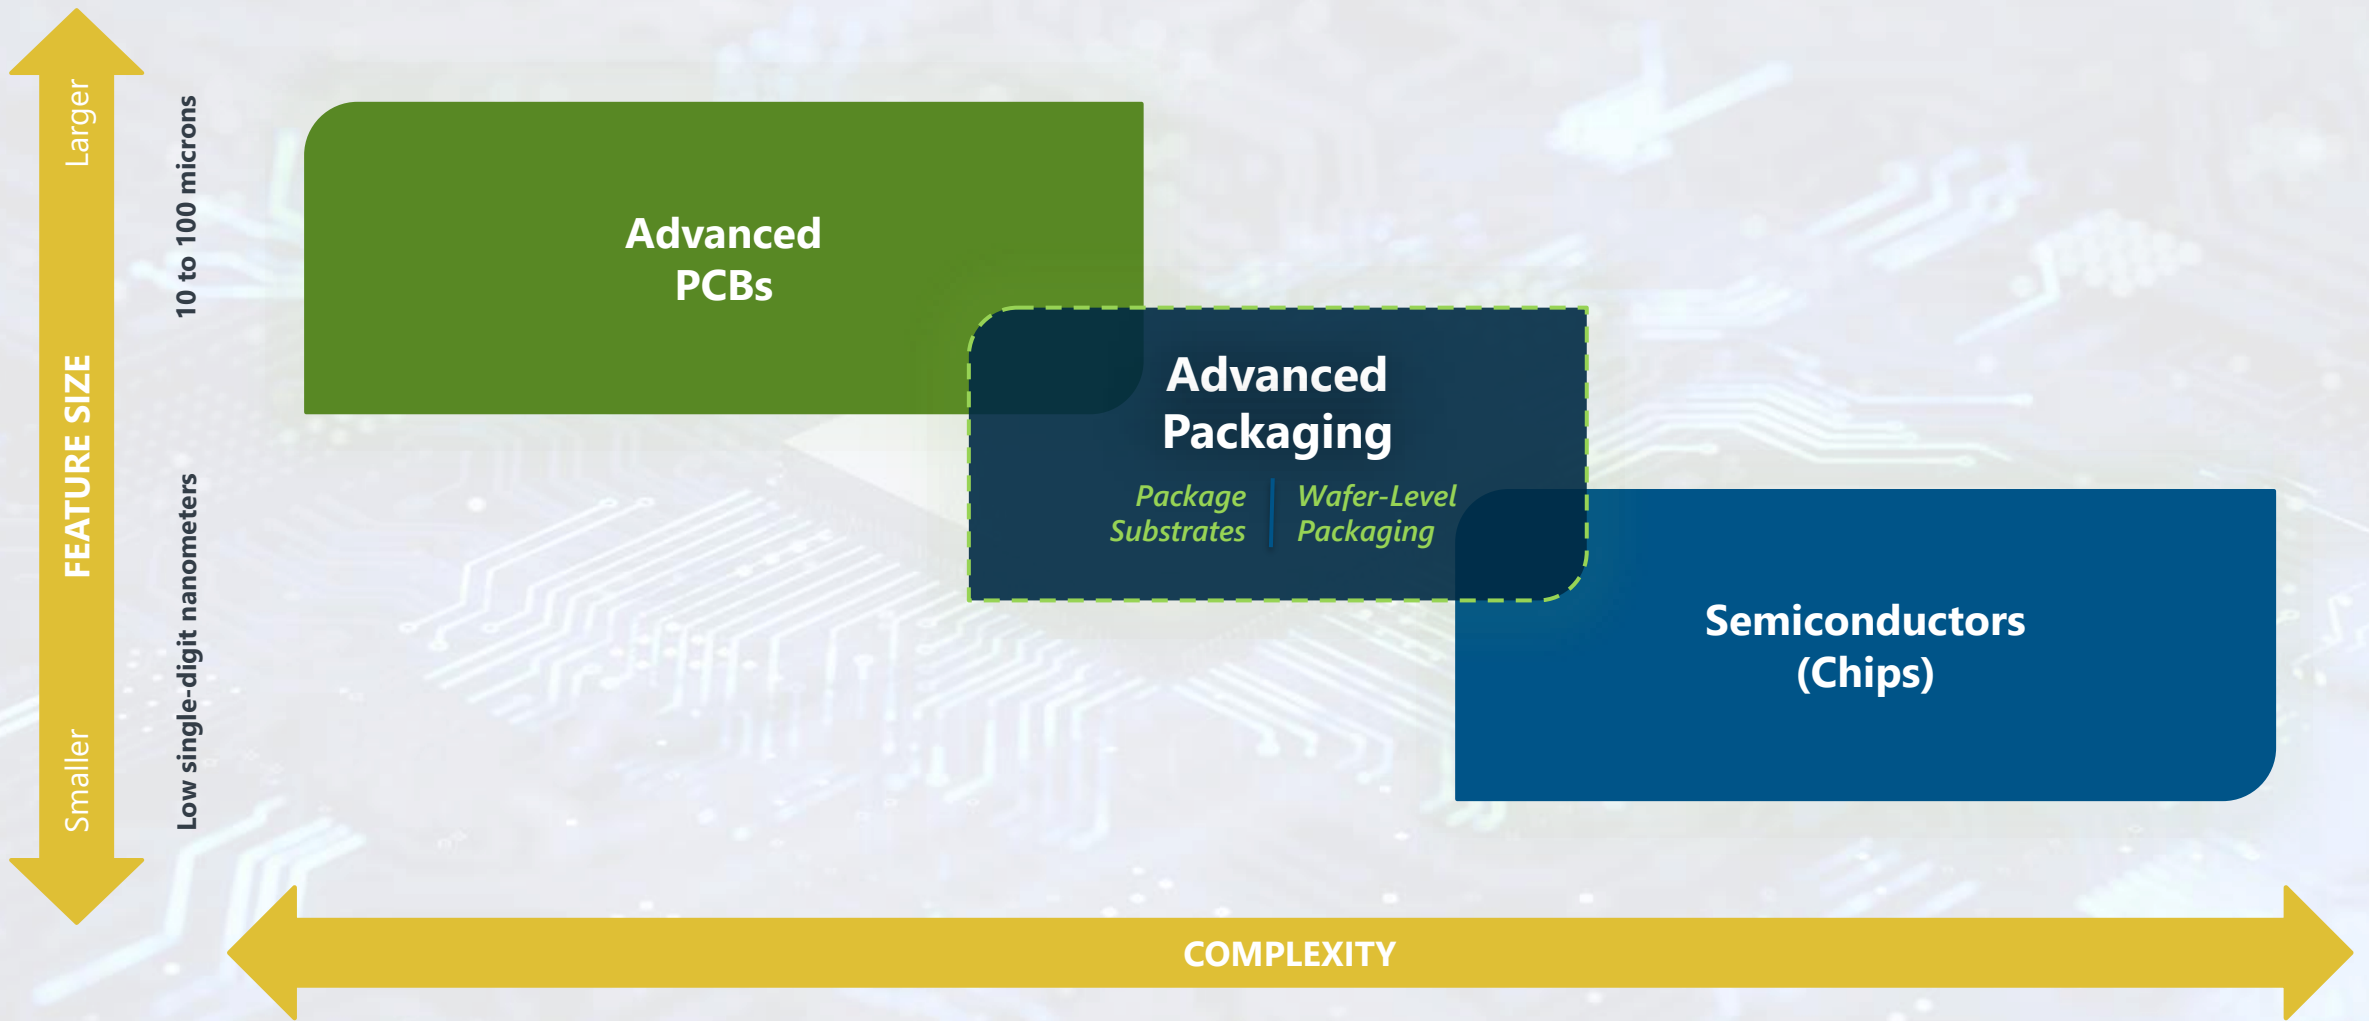 Larger
FEATURE SIZE
Smaller
10 to 100 microns
Low single-digit nanometers
Advanced
PCBs
Advanced
Packaging
Package
Substrates
Wafer-Level
Packaging
Semiconductors
(Chips)
COMPLEXITY